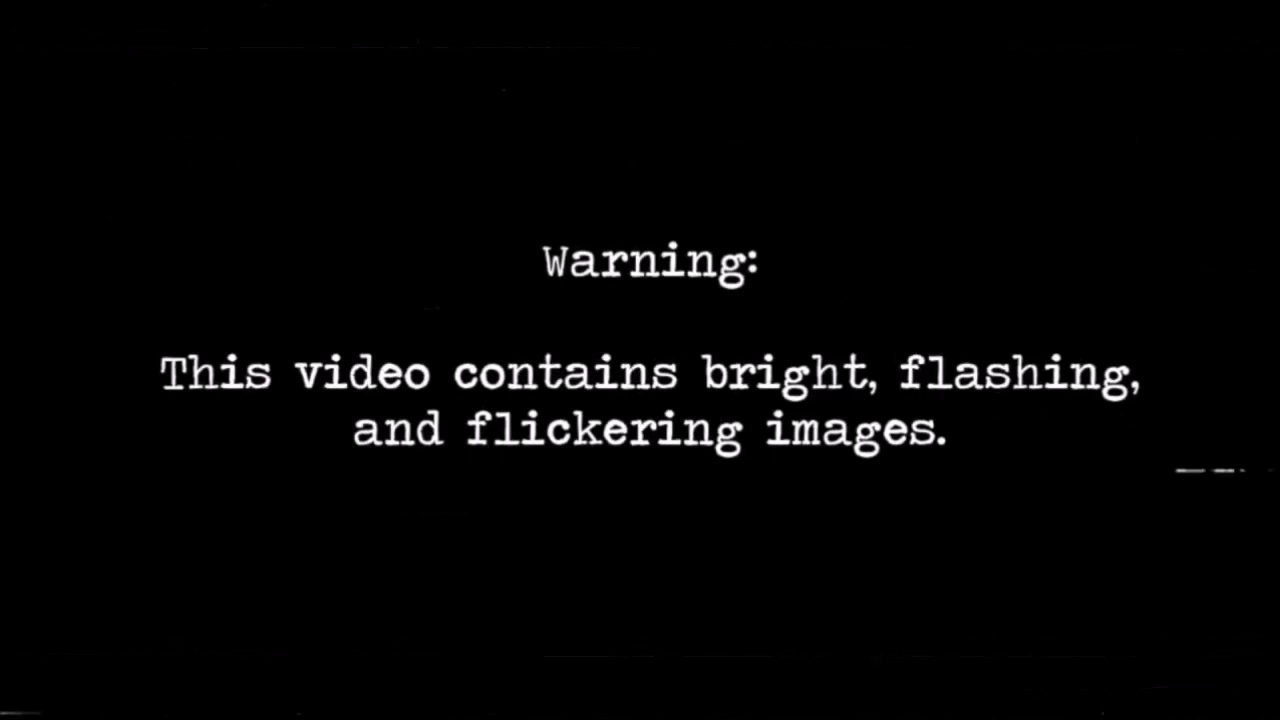 Warning:
This video contains bright, flashing,
and flickering images.